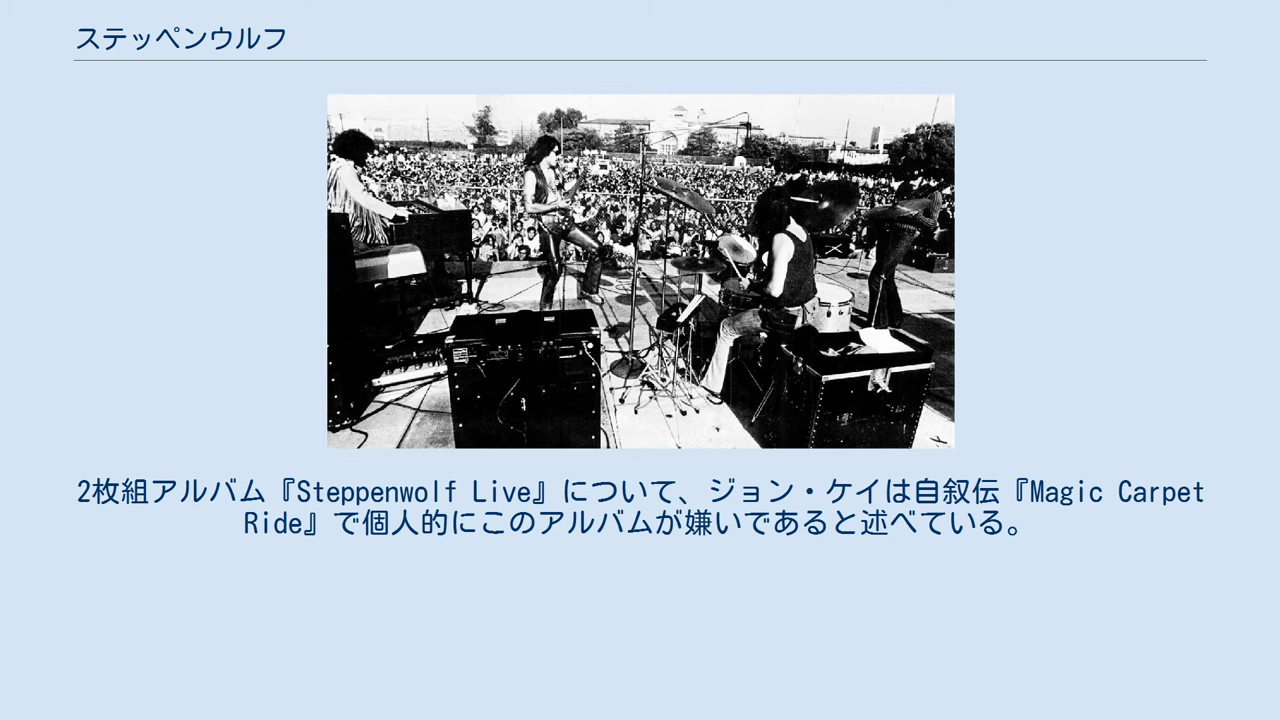 ステッペンウルフ
2枚組アルバム『Steppenwolf Live』について、ジョン・ケイは自叙伝『Magic Carpet
Ride』で個人的にこのアルバムが嫌いであると述べている。